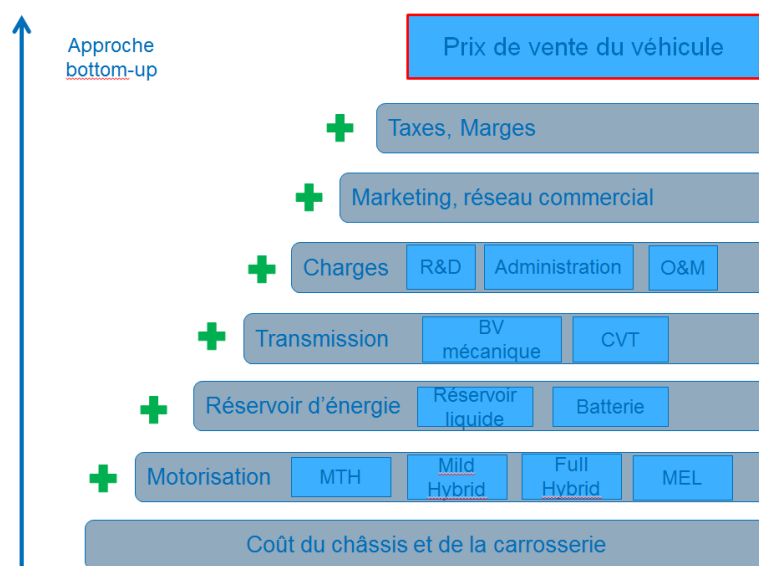 Approche
bottom-up
Prix de vente du véhicule
Taxes, Marges
Marketing, réseau commercial
Charges R&D Administration O&M
Transmission BV mécanique CVT
Réservoir d'énergie Réservoir liquide Batterie
Motorisation MTH Mild Hybrid Full Hybrid MEL
Coût du châssis et de la carrosserie